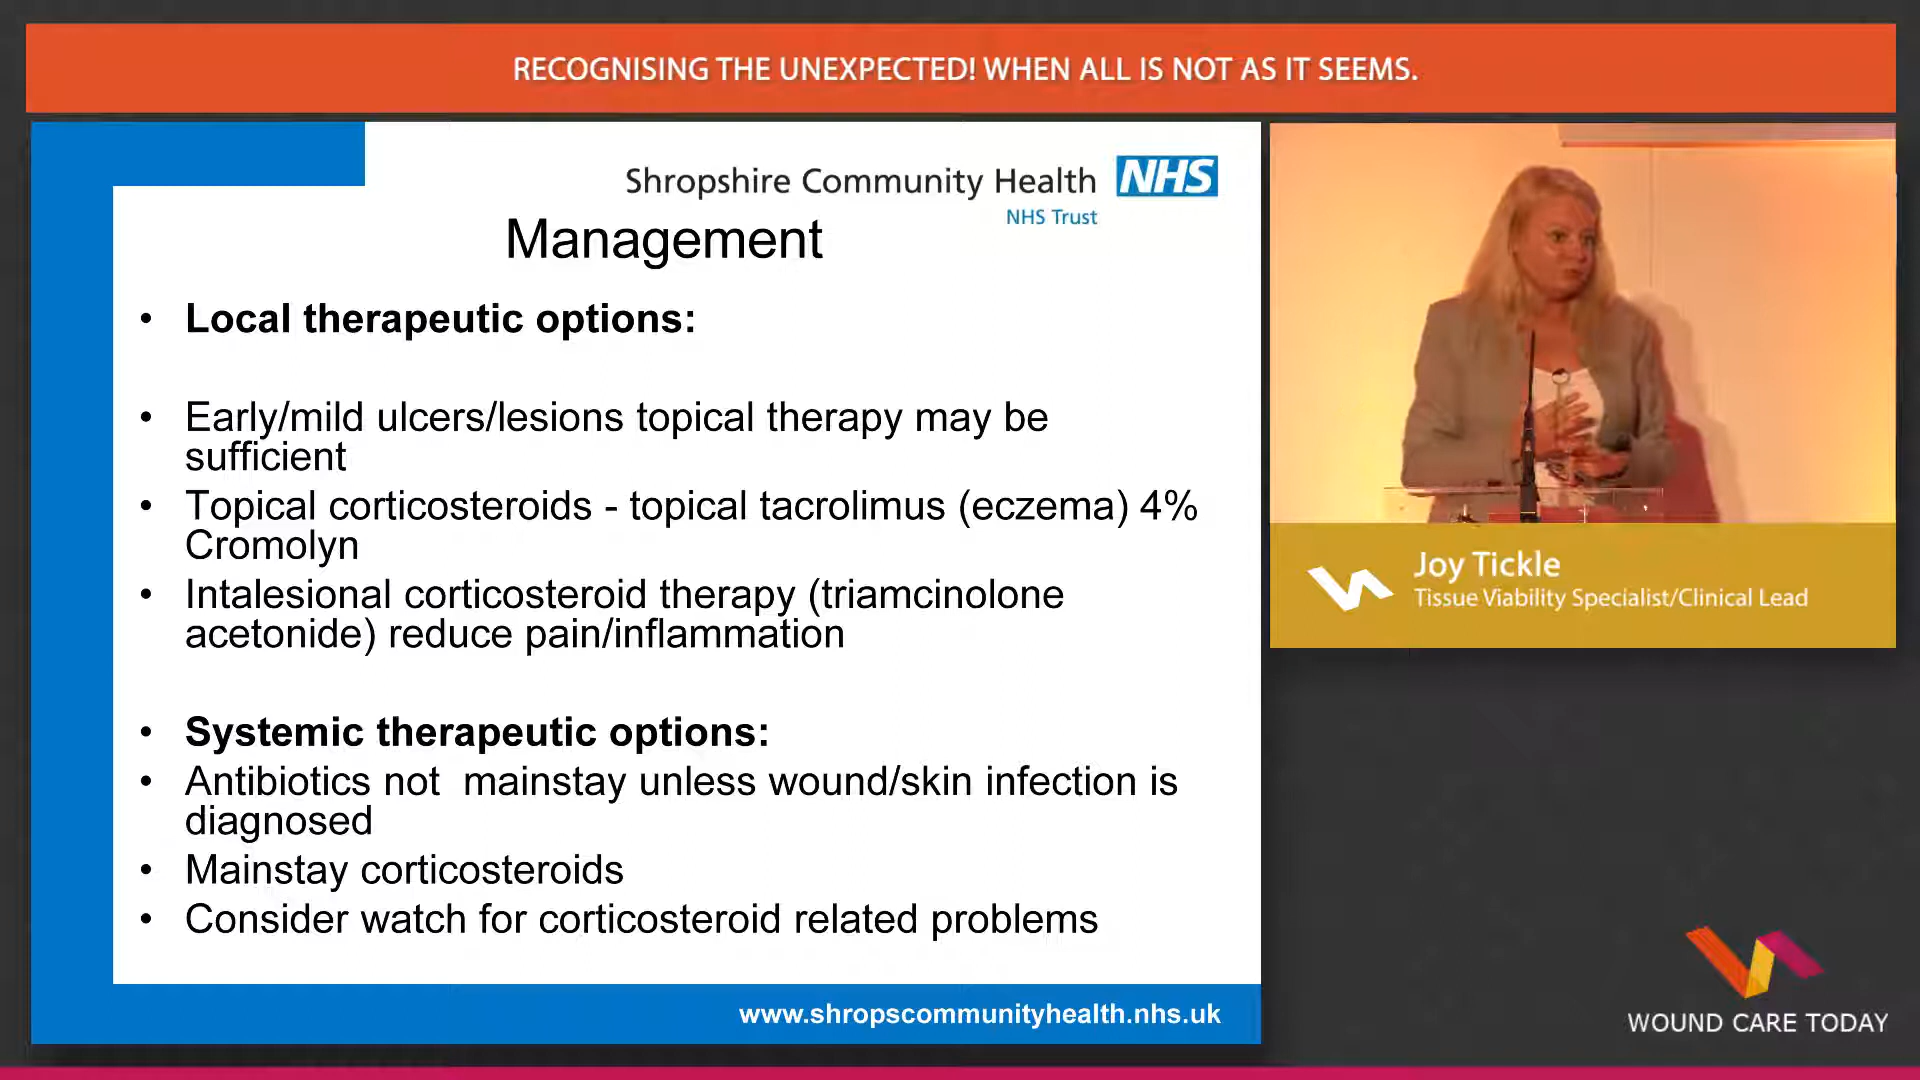 RECOGNISING THE UNEXPECTED! WHEN ALL IS NOT AS IT SEEMS.
Shropshire Community Health NHS
NHS Trust
Management
• Local therapeutic options:
• Early/mild ulcers/lesions topical therapy may be
sufficient
• Topical corticosteroids - topical tacrolimus (eczema) 4%
Cromolyn
• Intalesional corticosteroid therapy (triamcinolone
acetonide) reduce pain/inflammation
• Systemic therapeutic options:
• Antibiotics not  mainstay unless wound/skin infection is
diagnosed
• Mainstay corticosteroids
• Consider watch for corticosteroid related problems
www.shropscommunityhealth.nhs.uk
Joy Tickle
Tissue Viability Specialist/Clinical Lead
WOUND CARE TODAY